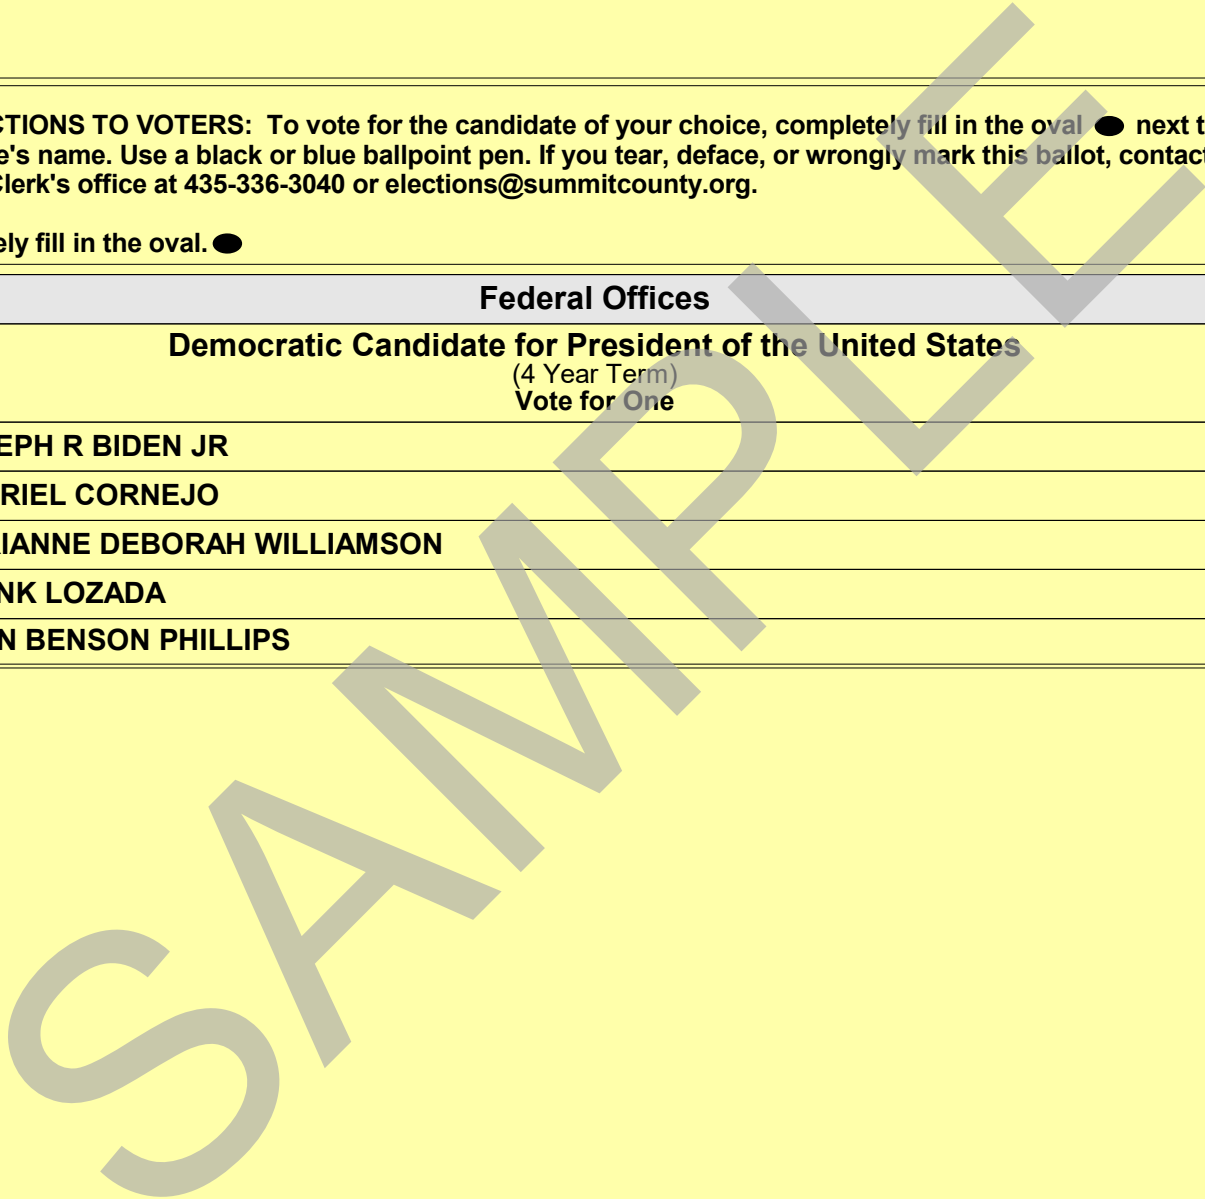 CTIONS TO VOTERS: To vote for the candidate of your choice, completely fill in the oval next t
e's name. Use a black or blue ballpoint pen. If you tear, deface, or wrongly mark this ballot, contact
Clerk's office at 435-336-3040 or elections@summitcounty.org.
ely fill in the oval.
Federal Offices
Democratic Candidate for President of the United States
(4 Year Term)
Vote for One
EPH R BIDEN JR
RIEL CORNEJO
IANNE DEBORAH WILLIAMSON
NK LOZADA
N BENSON PHILLIPS
SAMPLE